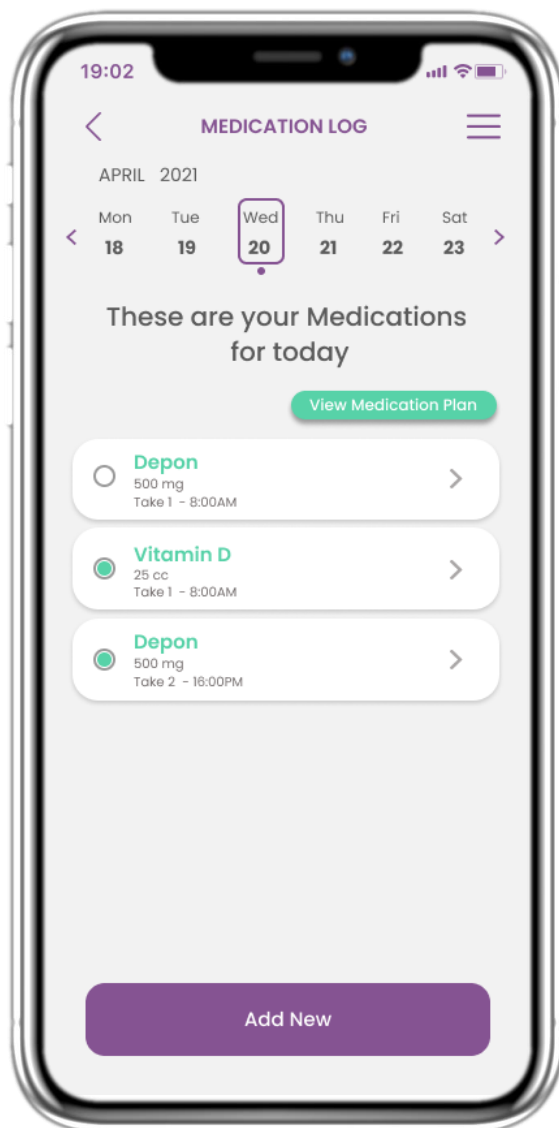 19:02
MEDICATION LOG
APRIL 2021
Mon Tue Wed Thu Fri Sat
18 19 20 21 22 23
These are your Medications
for today
View Medication Plan
Depon
500 mg
Take 1 - 8:00AM
Vitamin D
25 cc
Take 1 - 8:00AM
Depon
500 mg
Take 2 - 16:00PM
Add New